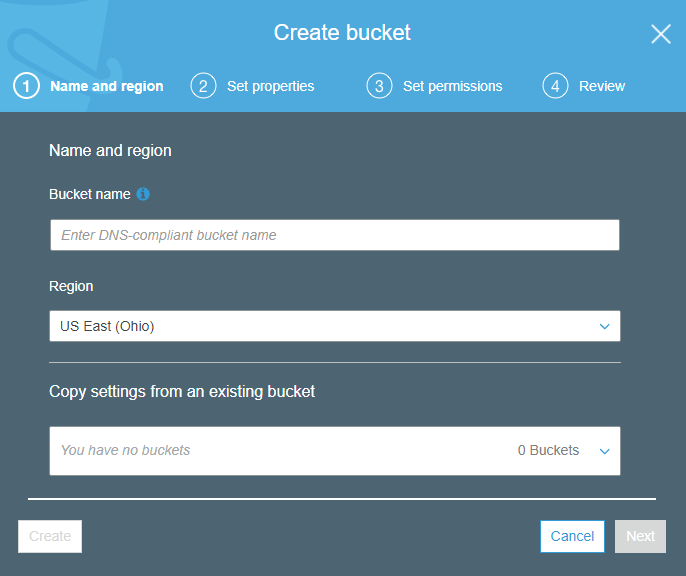 Create bucket
1 Name and region 2 Set properties 3 Set permissions 4 Review
Name and region
Bucket name i
Enter DNS-compliant bucket name
Region
US East (Ohio)
Copy settings from an existing bucket
You have no buckets 0 Buckets
Create Cancel Next